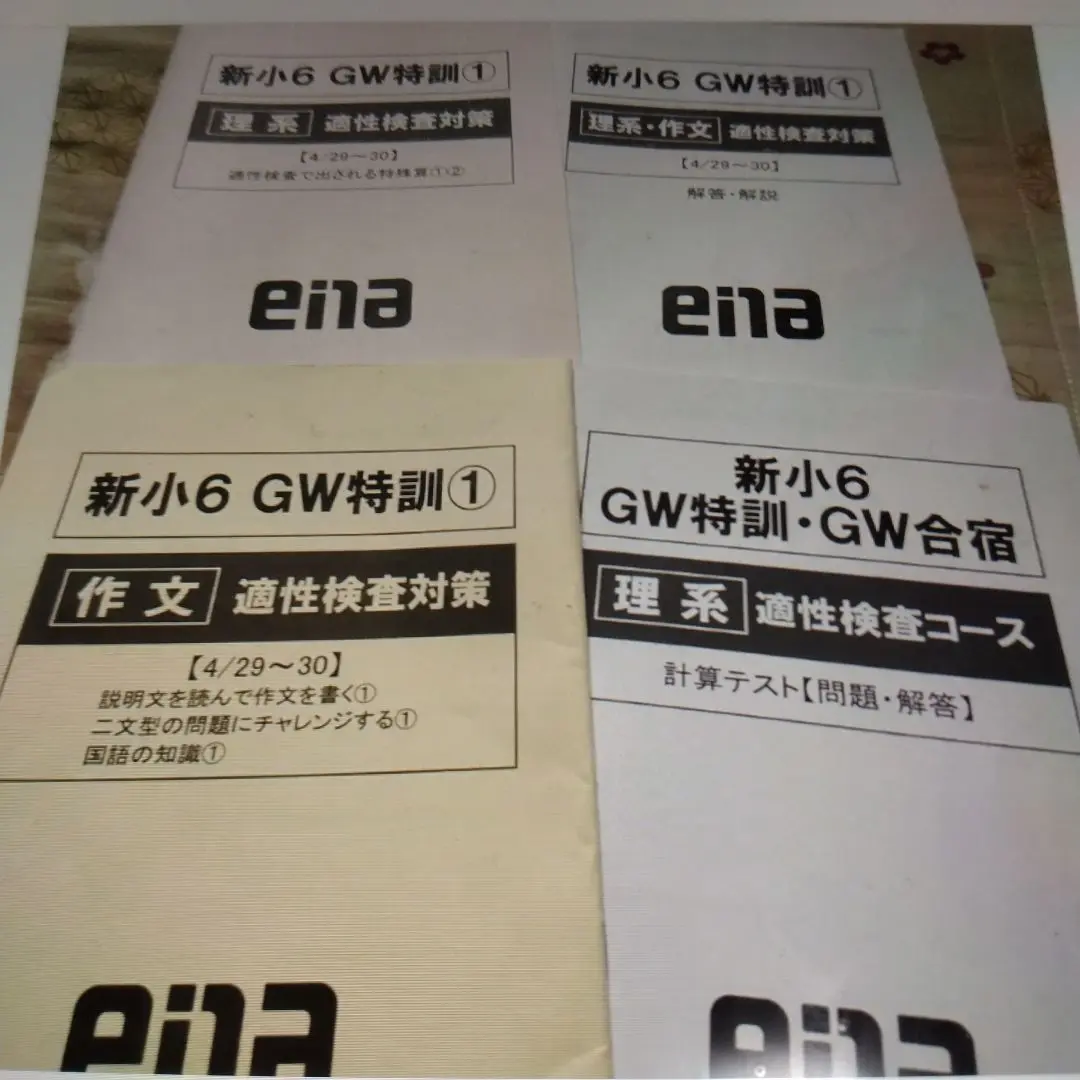 新小6 GW特訓①
理系 適性検査対策
【4/29~30】
適性検査で出される特殊算①②
ena
新小6 GW特訓①
理系・作文 適性検査対策
【4/29~30】
解答・解説
ena
新小6 GW特訓①
作文 適性検査対策
【4/29~30】
説明文を読んで作文を書く①
二文型の問題にチャレンジする①
国語の知識①
ena
新小6
GW特訓・GW合宿
理系 適性検査コース
計算テスト【問題・解答】
ena